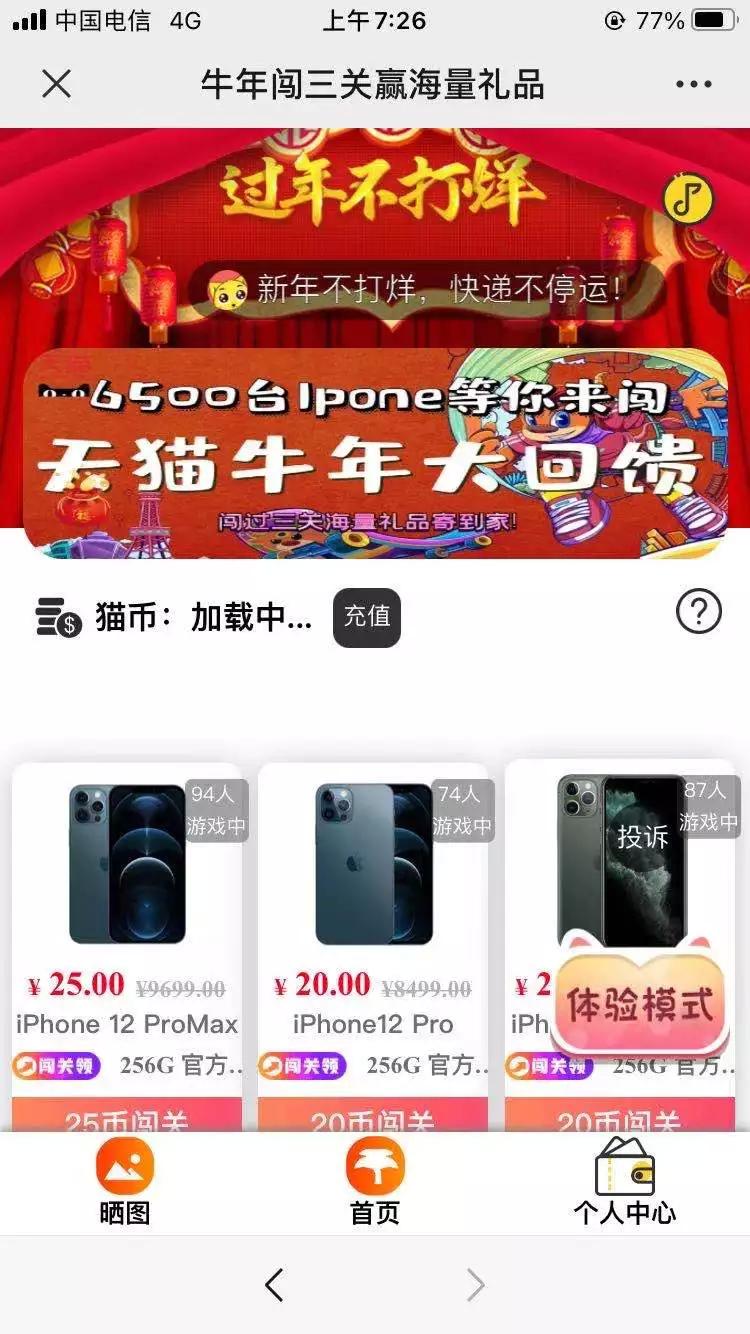 中国电信 4G 上午7:26 77%
牛年闯三关赢海量礼品
过年不打烊
新年不打烊，快递不停运！
6500台Ipone等你来闯
天猫牛年大回馈
闯过三关海量礼品寄到家!
猫币：加载中... 充值
94人
游戏中
74人
游戏中
87人
游戏中
投诉
¥ 25.00 ¥9699.00
iPhone 12 ProMax
闯关领 256G 官方..
25币闯关
¥ 20.00 ¥8499.00
iPhone12 Pro
闯关领 256G 官方..
20币闯关
¥ 2
iPh
闯关领 256G 官方..
20币闯关
体验模式
晒图 首页 个人中心